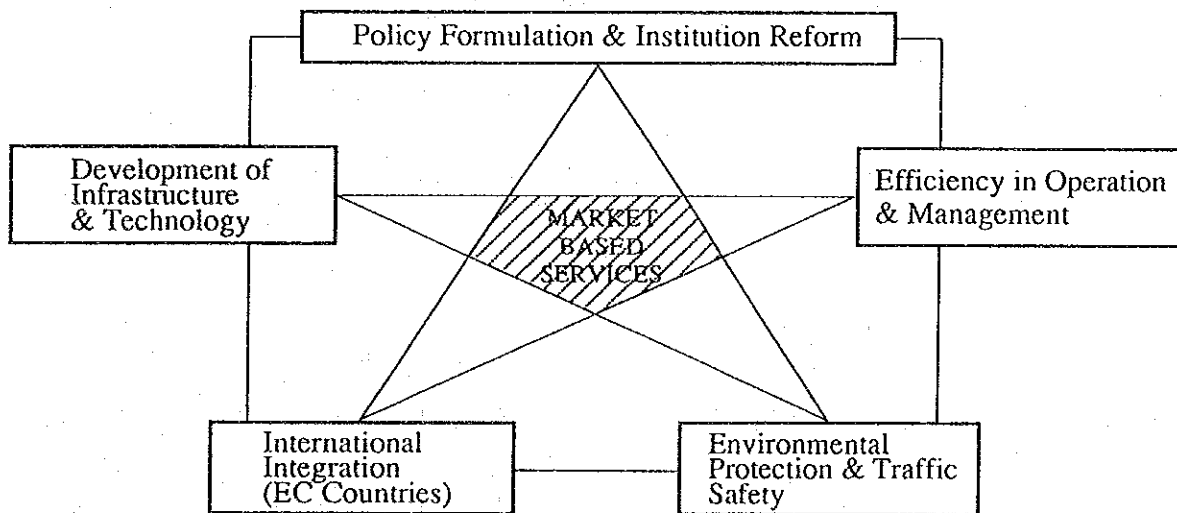 Policy Formulation & Institution Reform
Development of
Infrastructure
& Technology
Efficiency in Operation
& Management
MARKET
BASED
SERVICES
International
Integration
(EC Countries)
Environmental
Protection & Traffic
Safety